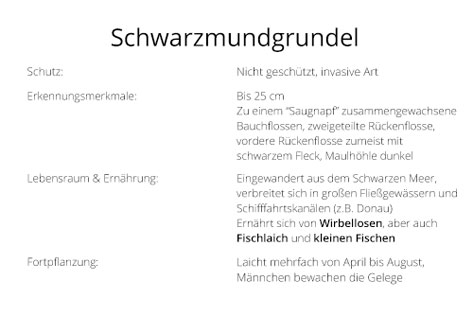 Schwarzmundgrundel
Schutz:
Nicht geschützt, invasive Art
Erkennungsmerkmale:
Bis 25 cm
Zu einem "Saugnapf" zusammengewachsene
Bauchflossen, zweigeteilte Rückenflosse,
vordere Rückenflosse zumeist mit
schwarzem Fleck, Maulhöhle dunkel
Lebensraum & Ernährung:
Eingewandert aus dem Schwarzen Meer,
verbreitet sich in großen Fließgewässern und
Schifffahrtskanälen (z.B. Donau)
Ernährt sich von Wirbellosen, aber auch
Fischlaich und kleinen Fischen
Fortpflanzung:
Laicht mehrfach von April bis August,
Männchen bewachen die Gelege